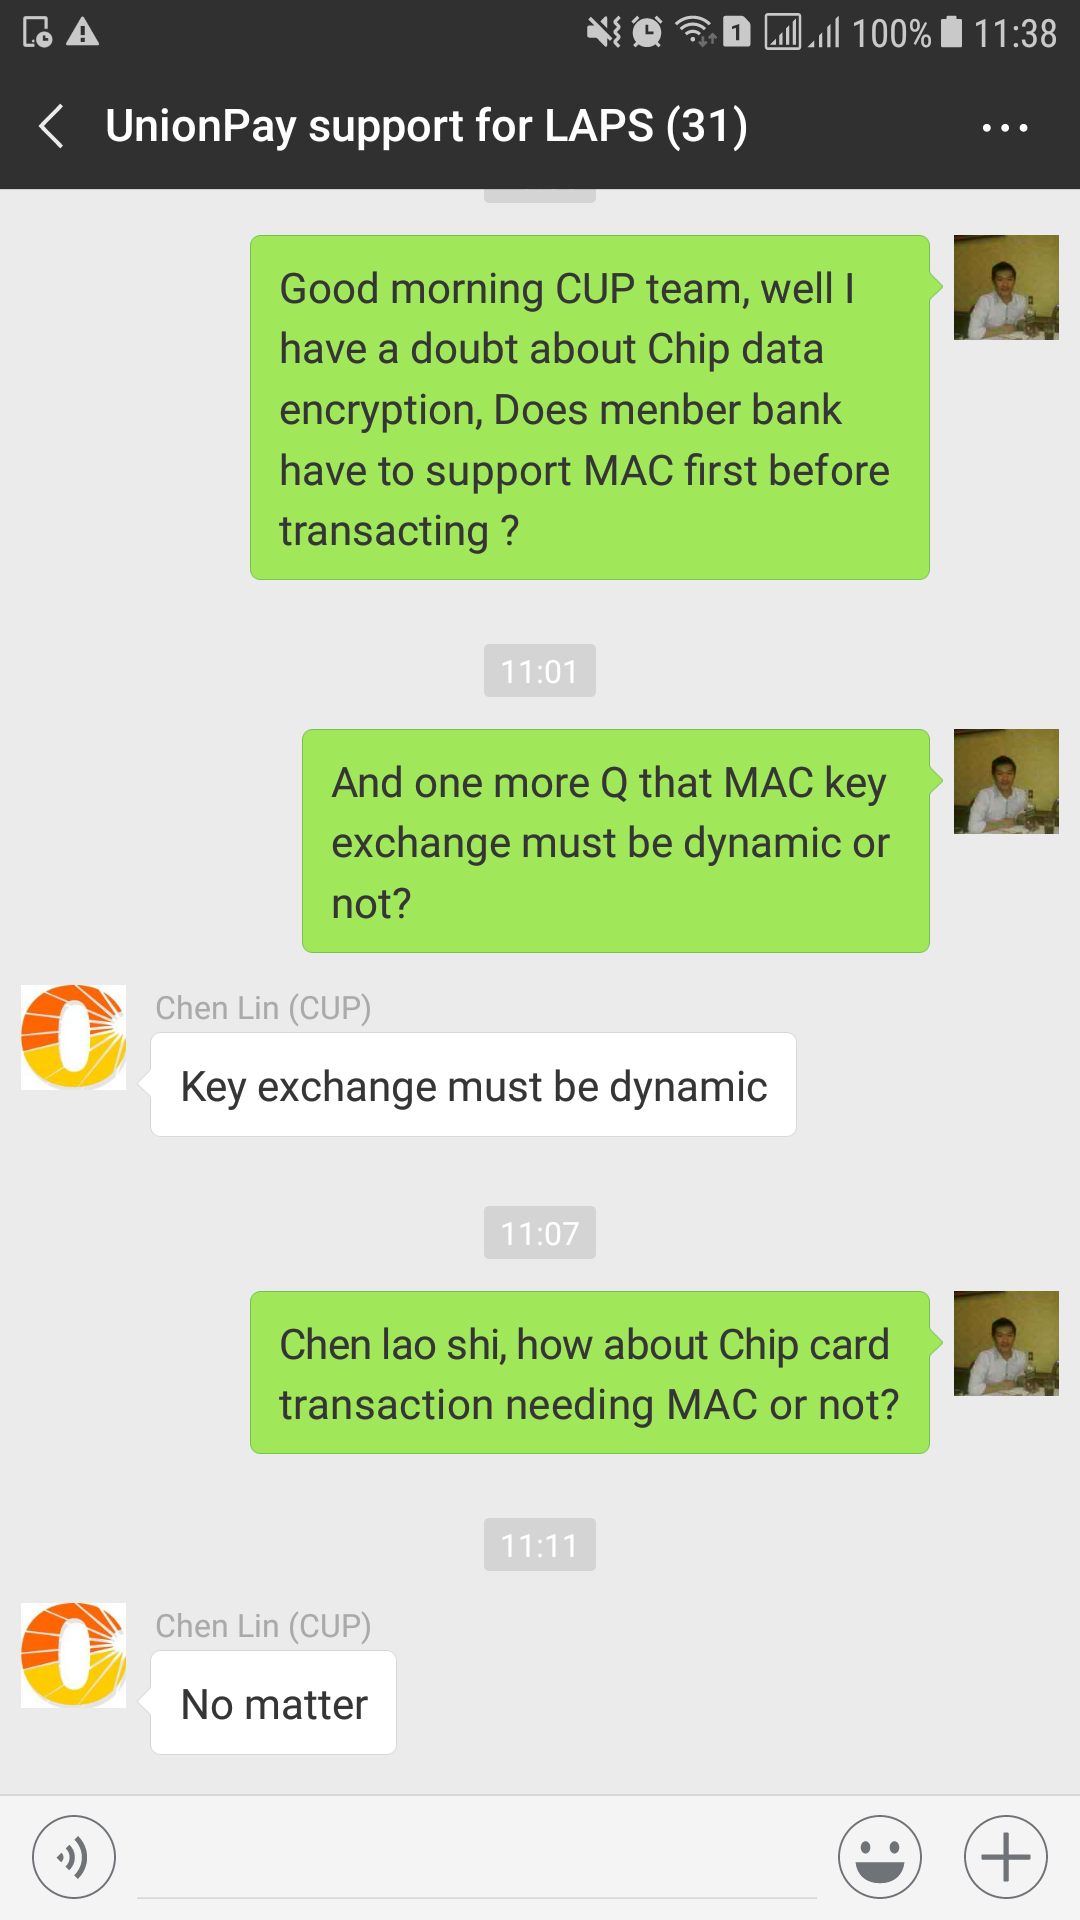 100% 11:38
UnionPay support for LAPS (31)
Good morning CUP team, well I
have a doubt about Chip data
encryption, Does menber bank
have to support MAC first before
transacting ?
11:01
And one more Q that MAC key
exchange must be dynamic or
not?
Chen Lin (CUP)
Key exchange must be dynamic
11:07
Chen lao shi, how about Chip card
transaction needing MAC or not?
11:11
Chen Lin (CUP)
No matter